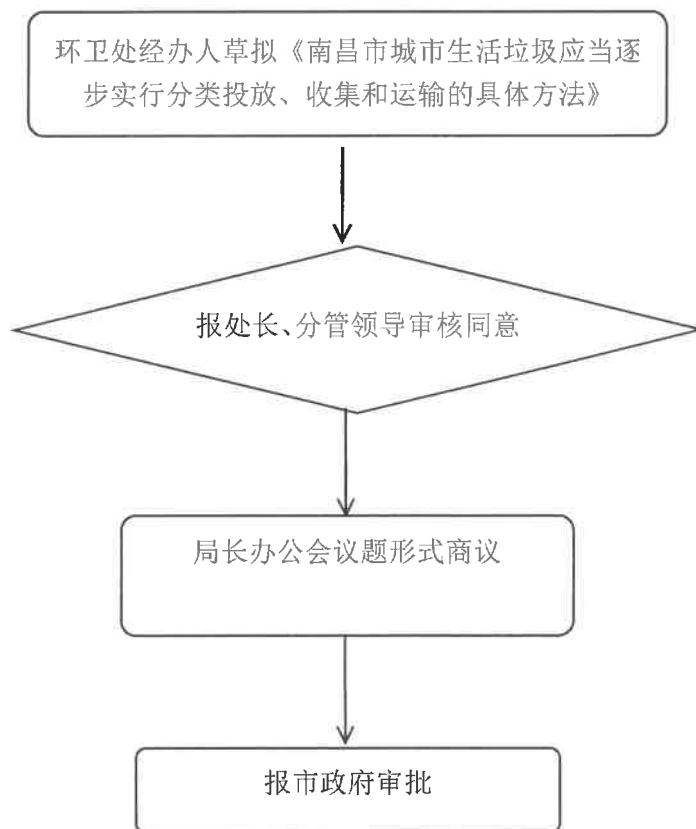 环卫处经办人草拟《南昌市城市生活垃圾应当逐
步实行分类投放、收集和运输的具体方法》
报处长、分管领导审核同意
局长办公会议题形式商议
报市政府审批